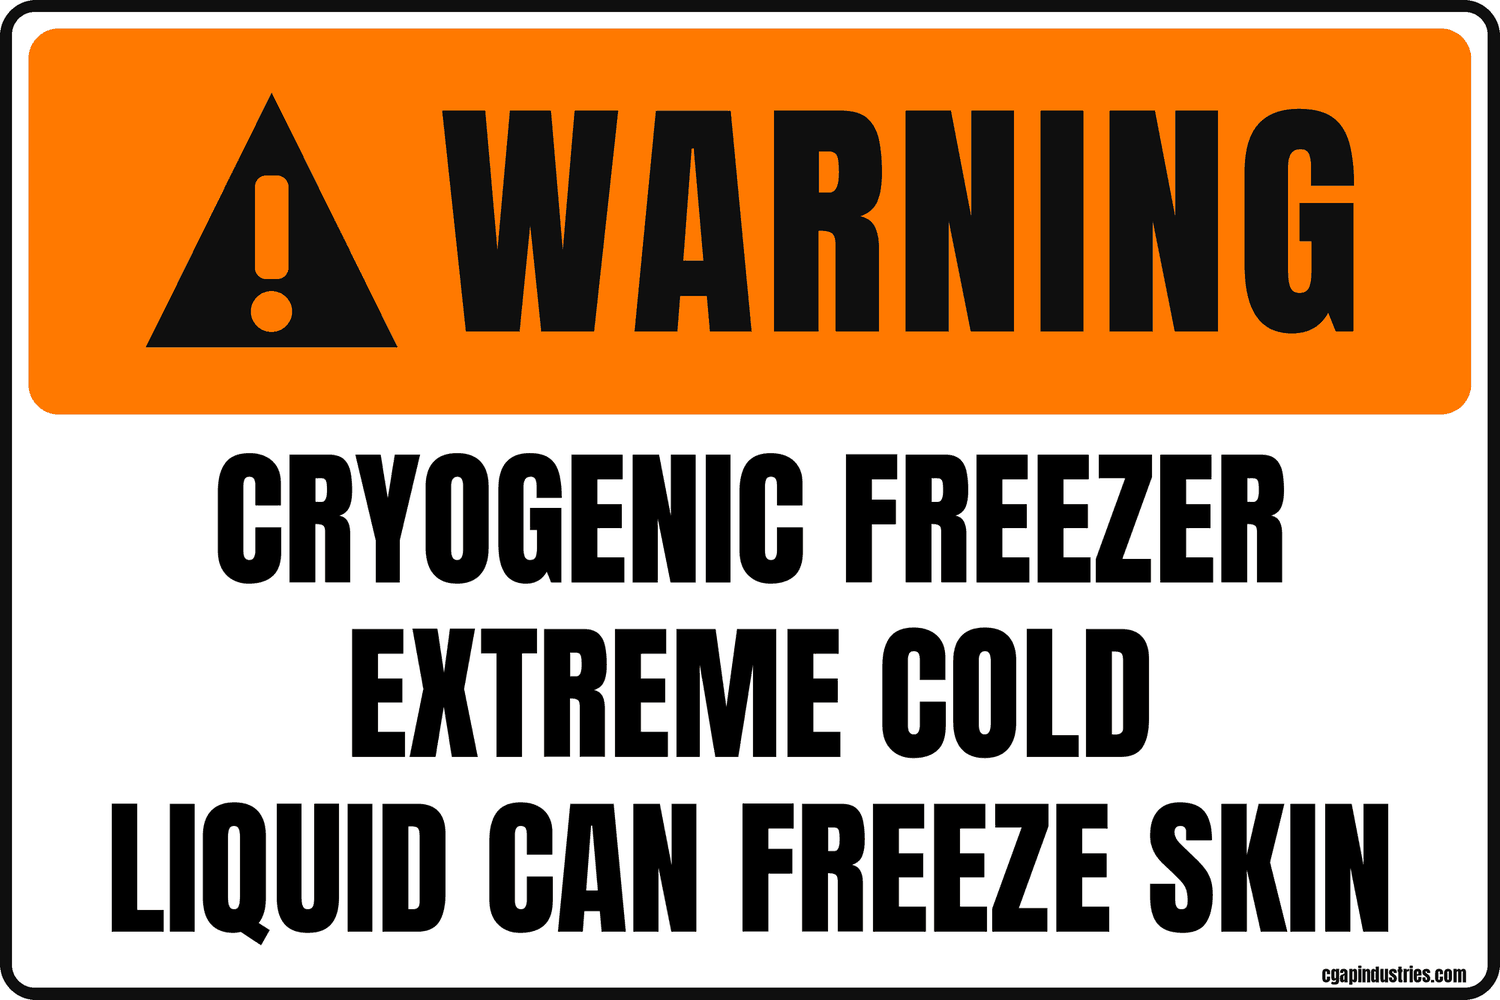 WARNING
CRYOGENIC FREEZER
EXTREME COLD
LIQUID CAN FREEZE SKIN
cgapindustries.com